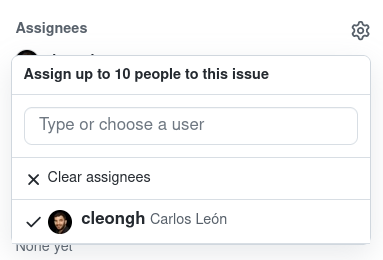 Assignees
Assign up to 10 people to this issue
Type or choose a user
Clear assignees
cleongh Carlos León
None yet